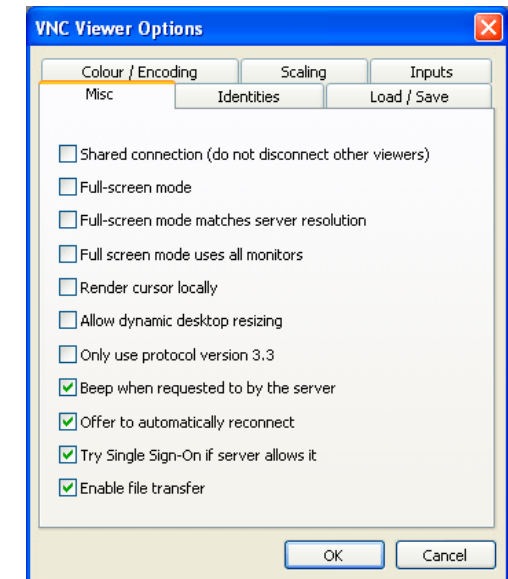 VNC Viewer Options
Colour / Encoding Scaling Inputs
Misc Identities Load / Save
Shared connection (do not disconnect other viewers)
Full-screen mode
Full-screen mode matches server resolution
Full screen mode uses all monitors
Render cursor locally
Allow dynamic desktop resizing
Only use protocol version 3.3
Beep when requested to by the server
Offer to automatically reconnect
Try Single Sign-On if server allows it
Enable file transfer
OK Cancel